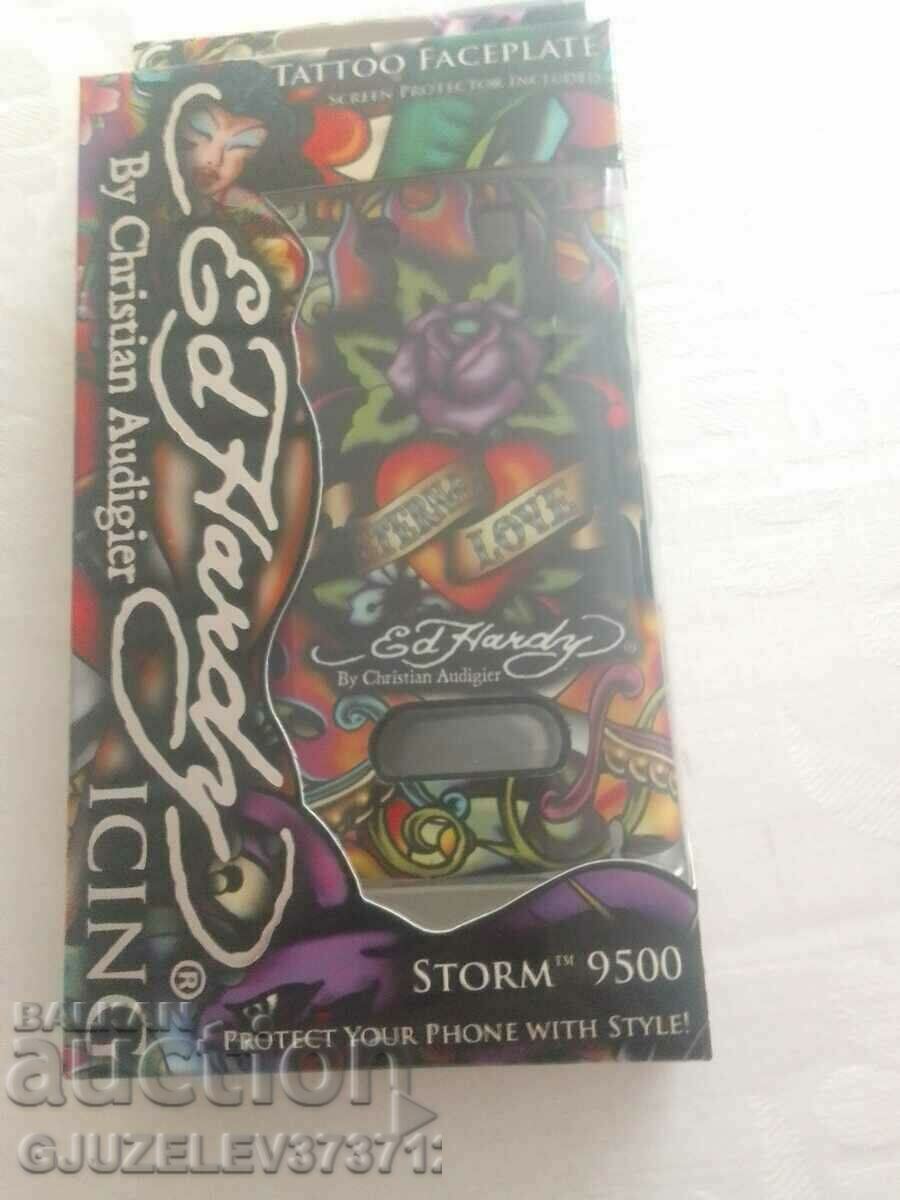 TATTOO FACEPLATE
SCREEN PROTECTOR INCLUDED
Ed Hardy®
By Christian Audigier
ICING
LOVE
Ed Hardy®
By Christian Audigier
STORM™ 9500
PROTECT YOUR PHONE WITH STYLE!
BALKAN
auction
GJUZELEV373712